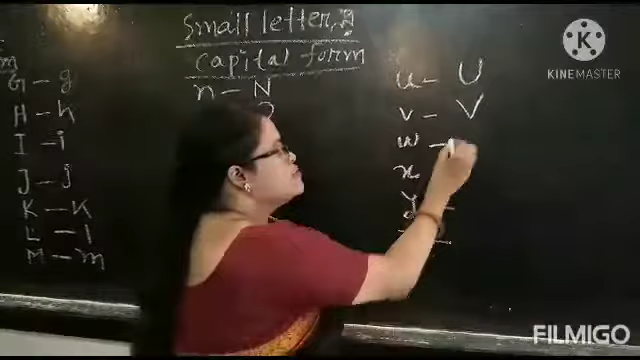 Small letter से
capital form
m
G - g
H - h
I - i
J - j
K - k
L - l
M - m
n - N
u - U
v - V
w -
x
y -
KINEMASTER
FILMIGO